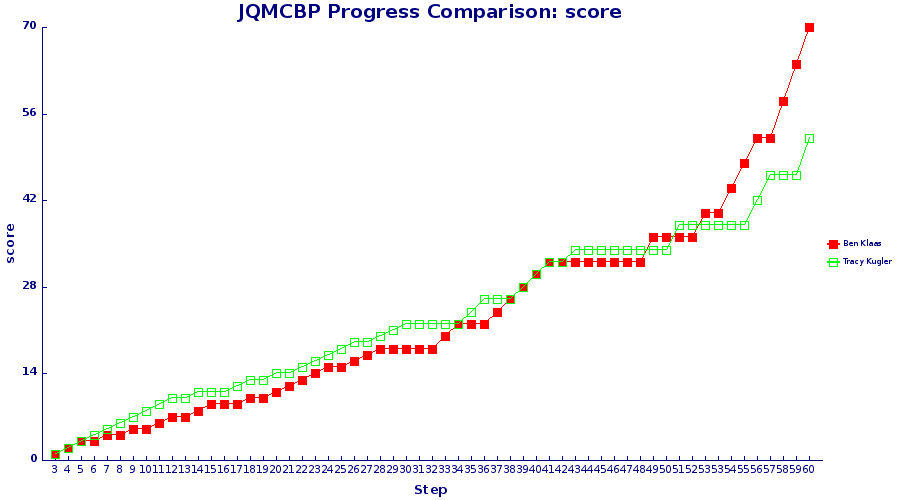 JQMCBP Progress Comparison: score
70
56
42
28
14
0
score
3 4 5 6 7 8 9 10 11 12 13 14 15 16 17 18 19 20 21 22 23 24 25 26 27 28 29 30 31 32 33 34 35 36 37 38 39 40 41 42 43 44 45 46 47 48 49 50 51 52 53 53 54 55 56 57 58 59 60
Step
Ben Klaas
Tracy Kugler